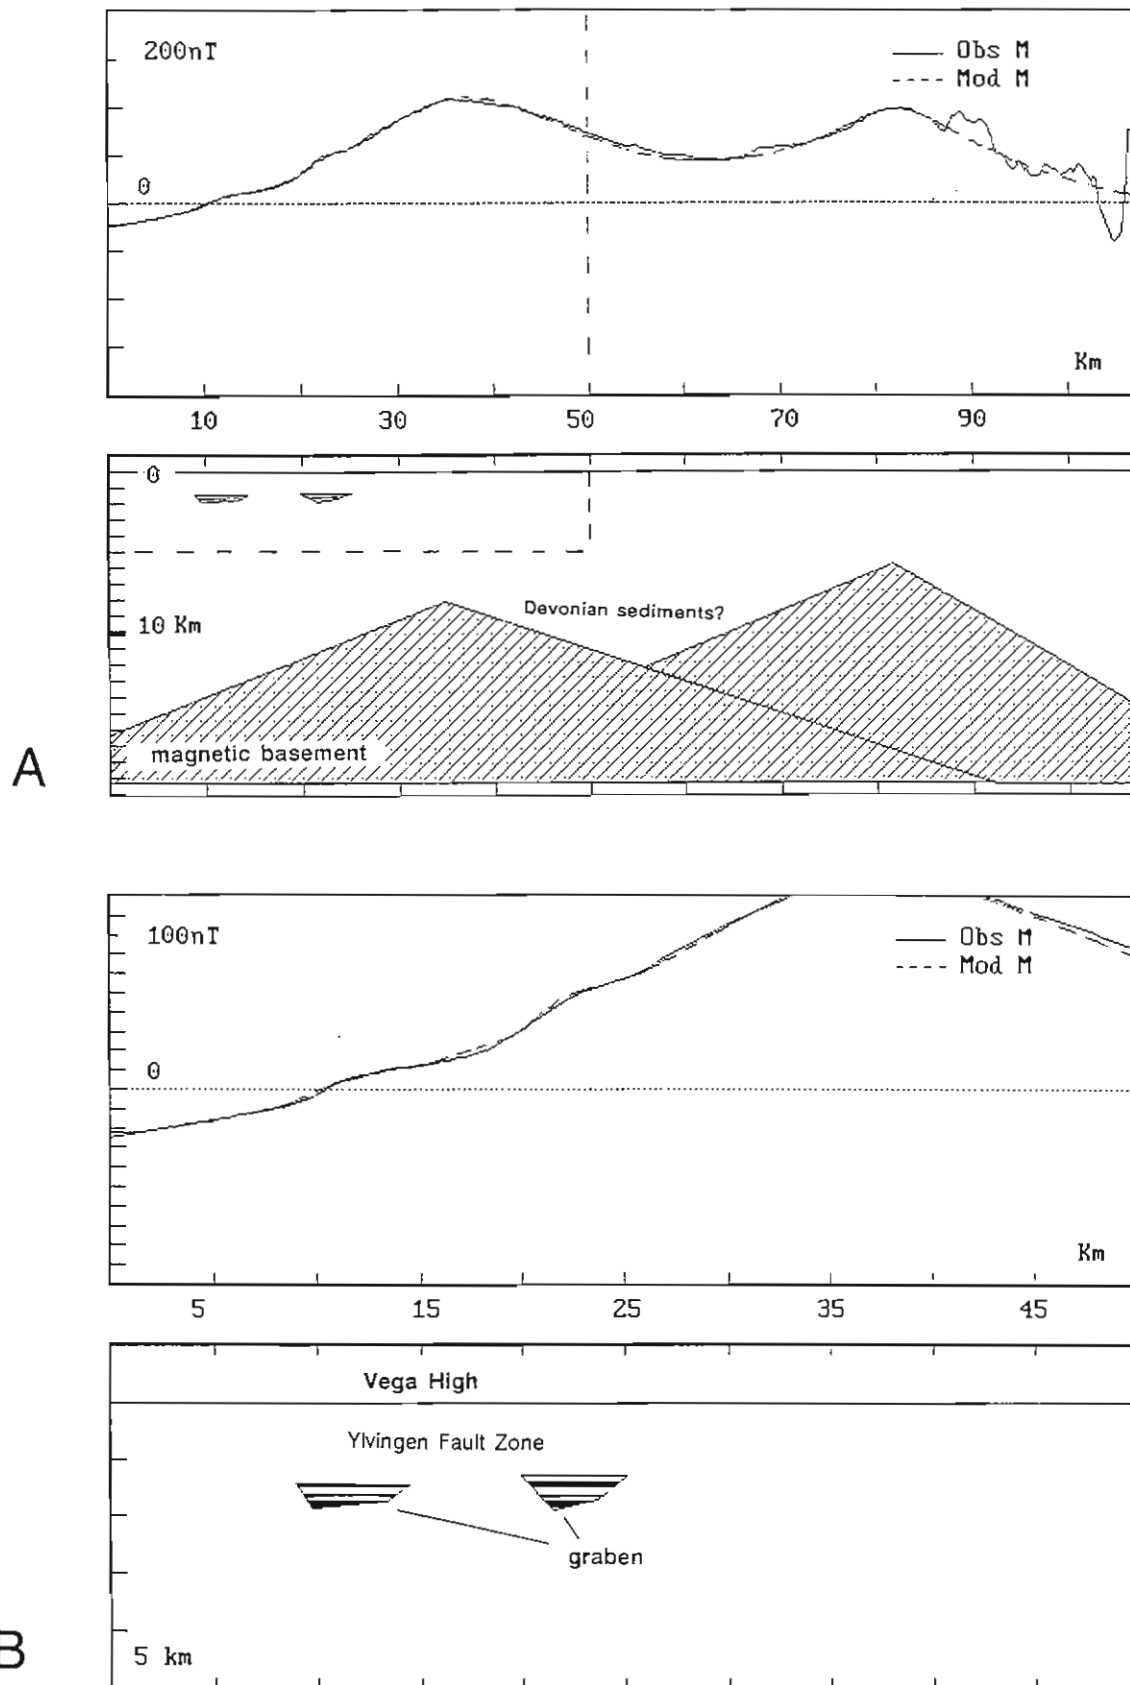 200nT
Obs M
Mod M
0
Km
10 30 50 70 90
0
Devonian sediments?
10 Km
magnetic basement
A
100nT
Obs M
Mod M
0
Km
5 15 25 35 45
Vega High
Ylvingen Fault Zone
graben
5 km
B